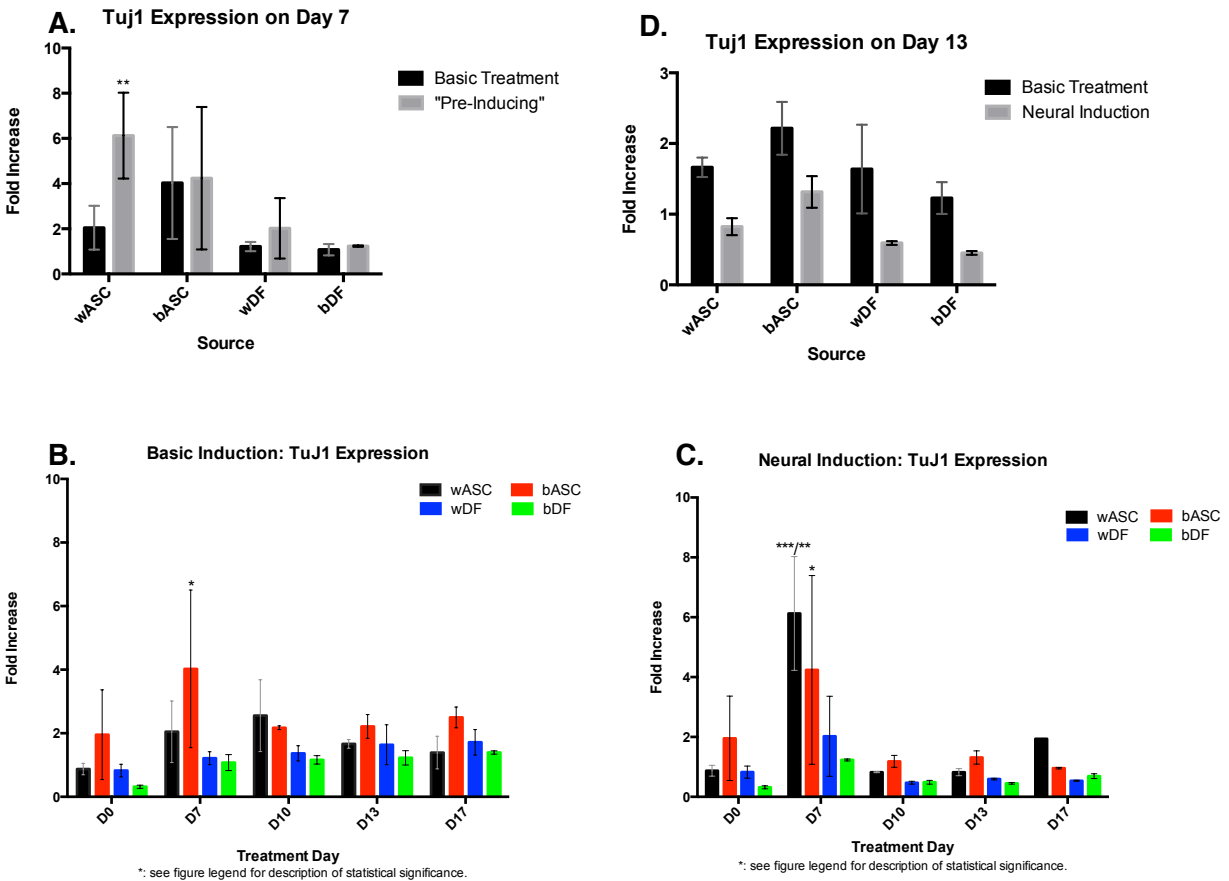 A.
Tuj1 Expression on Day 7
10
8
6
4
2
0
Fold Increase
**
Basic Treatment
"Pre-Inducing"
wASC
bASC
wDF
bDF
Source
D.
Tuj1 Expression on Day 13
3
2
1
0
Fold Increase
Basic Treatment
Neural Induction
wASC
bASC
wDF
bDF
Source
B.
Basic Induction: TuJ1 Expression
10
8
6
4
2
0
Fold Increase
wASC
bASC
wDF
bDF
*
D0
D7
D10
D13
D17
Treatment Day
*: see figure legend for description of statistical significance.
C.
Neural Induction: TuJ1 Expression
10
8
6
4
2
0
Fold Increase
wASC
bASC
wDF
bDF
***/**
*
D0
D7
D10
D13
D17
Treatment Day
*: see figure legend for description of statistical significance.